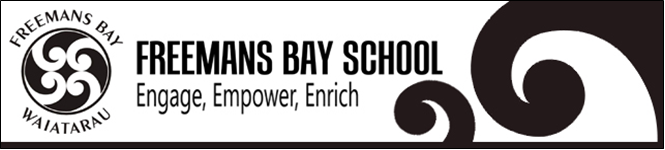 FREEMANS BAY
WAIATARAU
FREEMANS BAY SCHOOL
Engage, Empower, Enrich